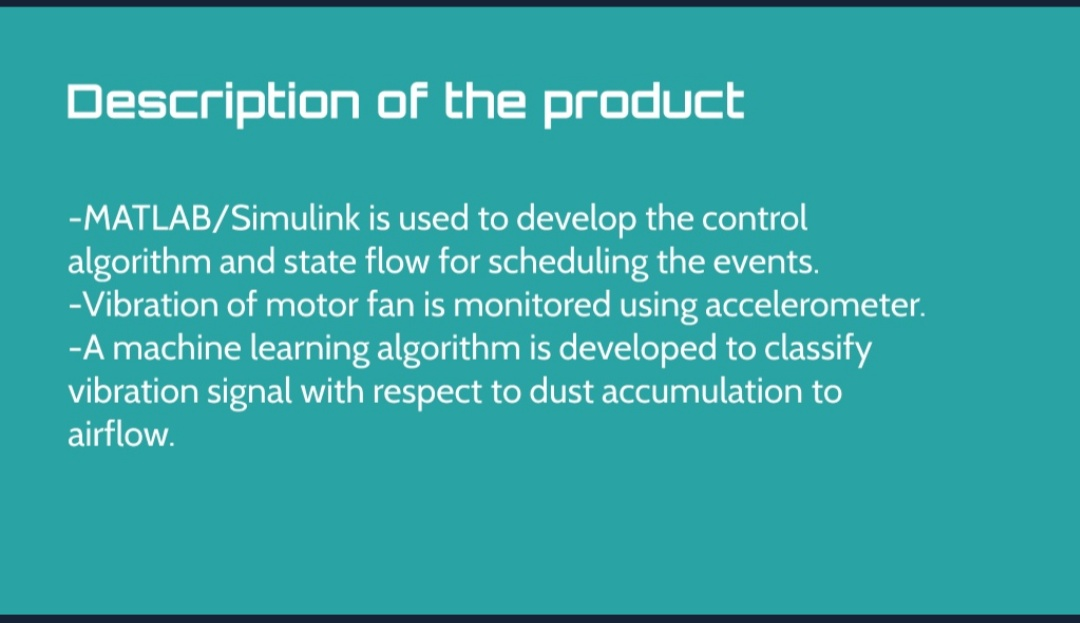 Description of the product
-MATLAB/Simulink is used to develop the control
algorithm and state flow for scheduling the events.
-Vibration of motor fan is monitored using accelerometer.
-A machine learning algorithm is developed to classify
vibration signal with respect to dust accumulation to
airflow.